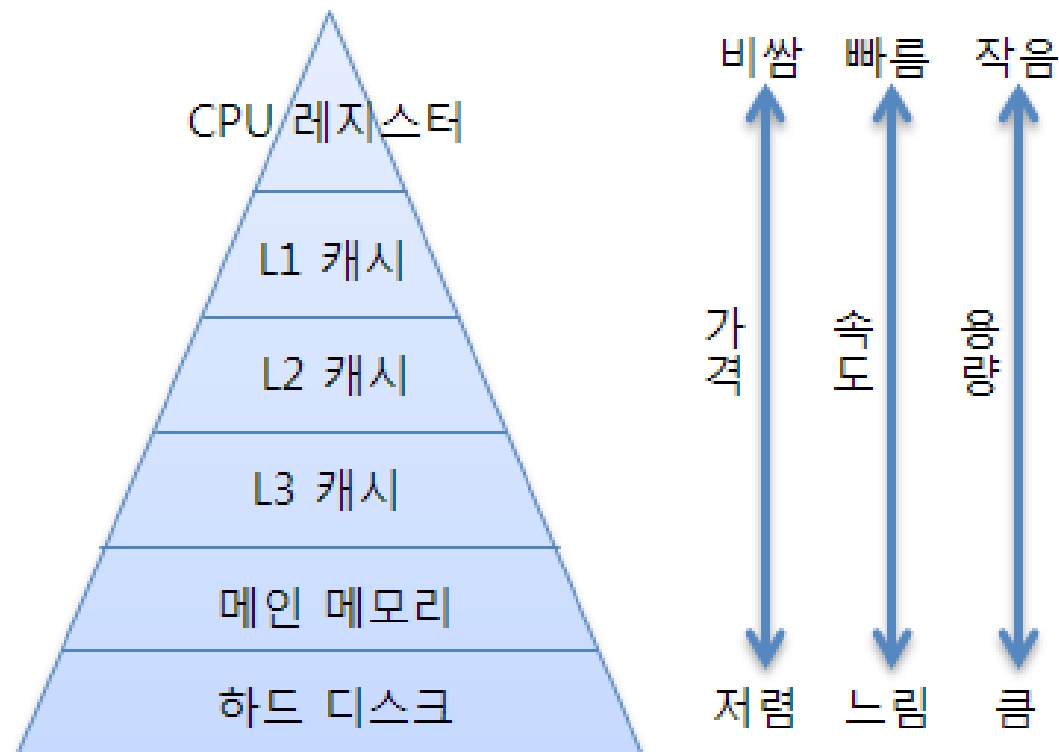 CPU 레지스터
L1 캐시
L2 캐시
L3 캐시
메인 메모리
하드 디스크
비쌈 빠름 작음
가격 속도 용량
저렴 느림 큼